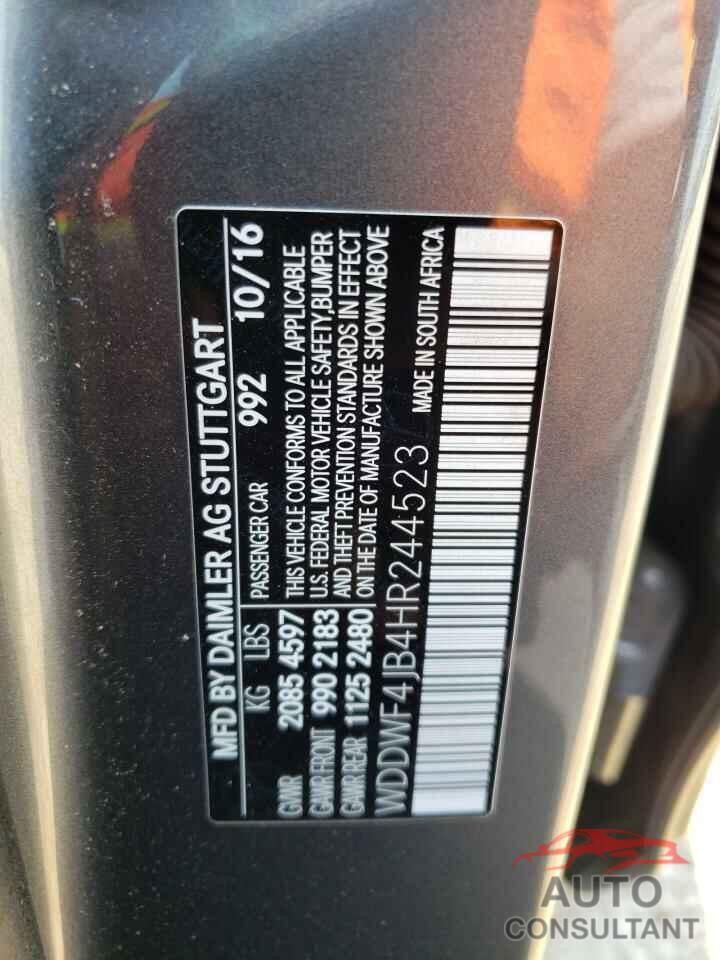 MFD BY DAIMLER AG STUTTGART
PASSENGER CAR 992 10/16
KG LBS
GVWR 2085 4597
GAWR FRONT 990 2183
GAWR REAR 1125 2480
THIS VEHICLE CONFORMS TO ALL APPLICABLE
U.S. FEDERAL MOTOR VEHICLE SAFETY, BUMPER
AND THEFT PREVENTION STANDARDS IN EFFECT
ON THE DATE OF MANUFACTURE SHOWN ABOVE
WDDWF4JB4HR244523 MADE IN SOUTH AFRICA
AUTO
CONSULTANT